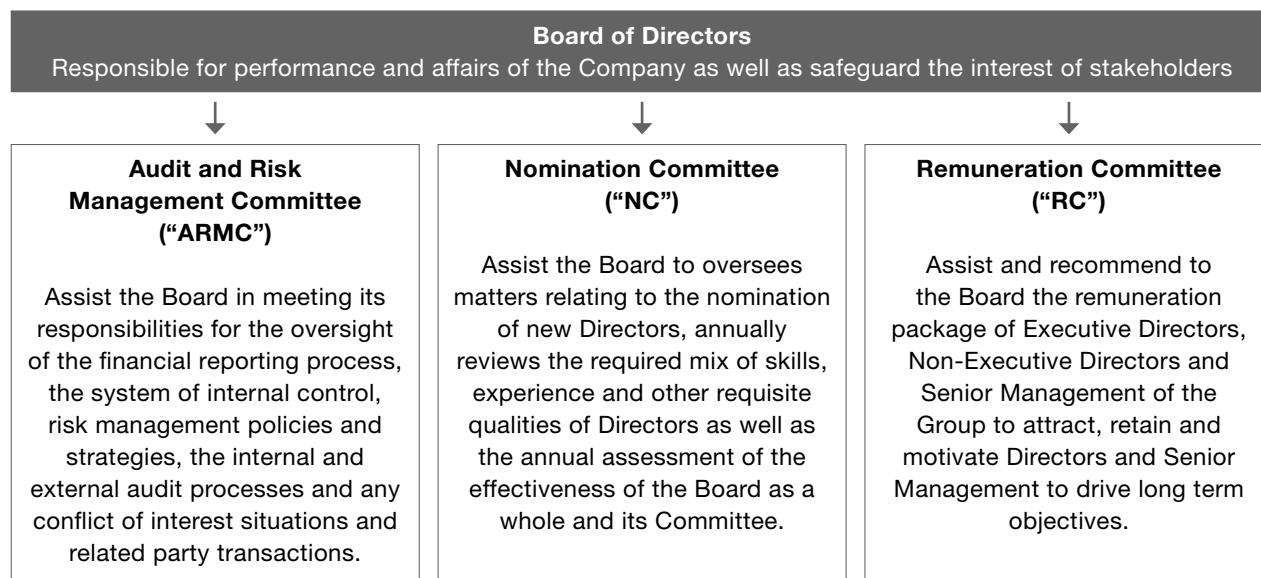 Board of Directors
Responsible for performance and affairs of the Company as well as safeguard the interest of stakeholders
Audit and Risk
Management Committee
(“ARMC”)
Assist the Board in meeting its
responsibilities for the oversight
of the financial reporting process,
the system of internal control,
risk management policies and
strategies, the internal and
external audit processes and any
conflict of interest situations and
related party transactions.
Nomination Committee
(“NC”)
Assist the Board to oversees
matters relating to the nomination
of new Directors, annually
reviews the required mix of skills,
experience and other requisite
qualities of Directors as well as
the annual assessment of the
effectiveness of the Board as a
whole and its Committee.
Remuneration Committee
(“RC”)
Assist and recommend to
the Board the remuneration
package of Executive Directors,
Non-Executive Directors and
Senior Management of the
Group to attract, retain and
motivate Directors and Senior
Management to drive long term
objectives.